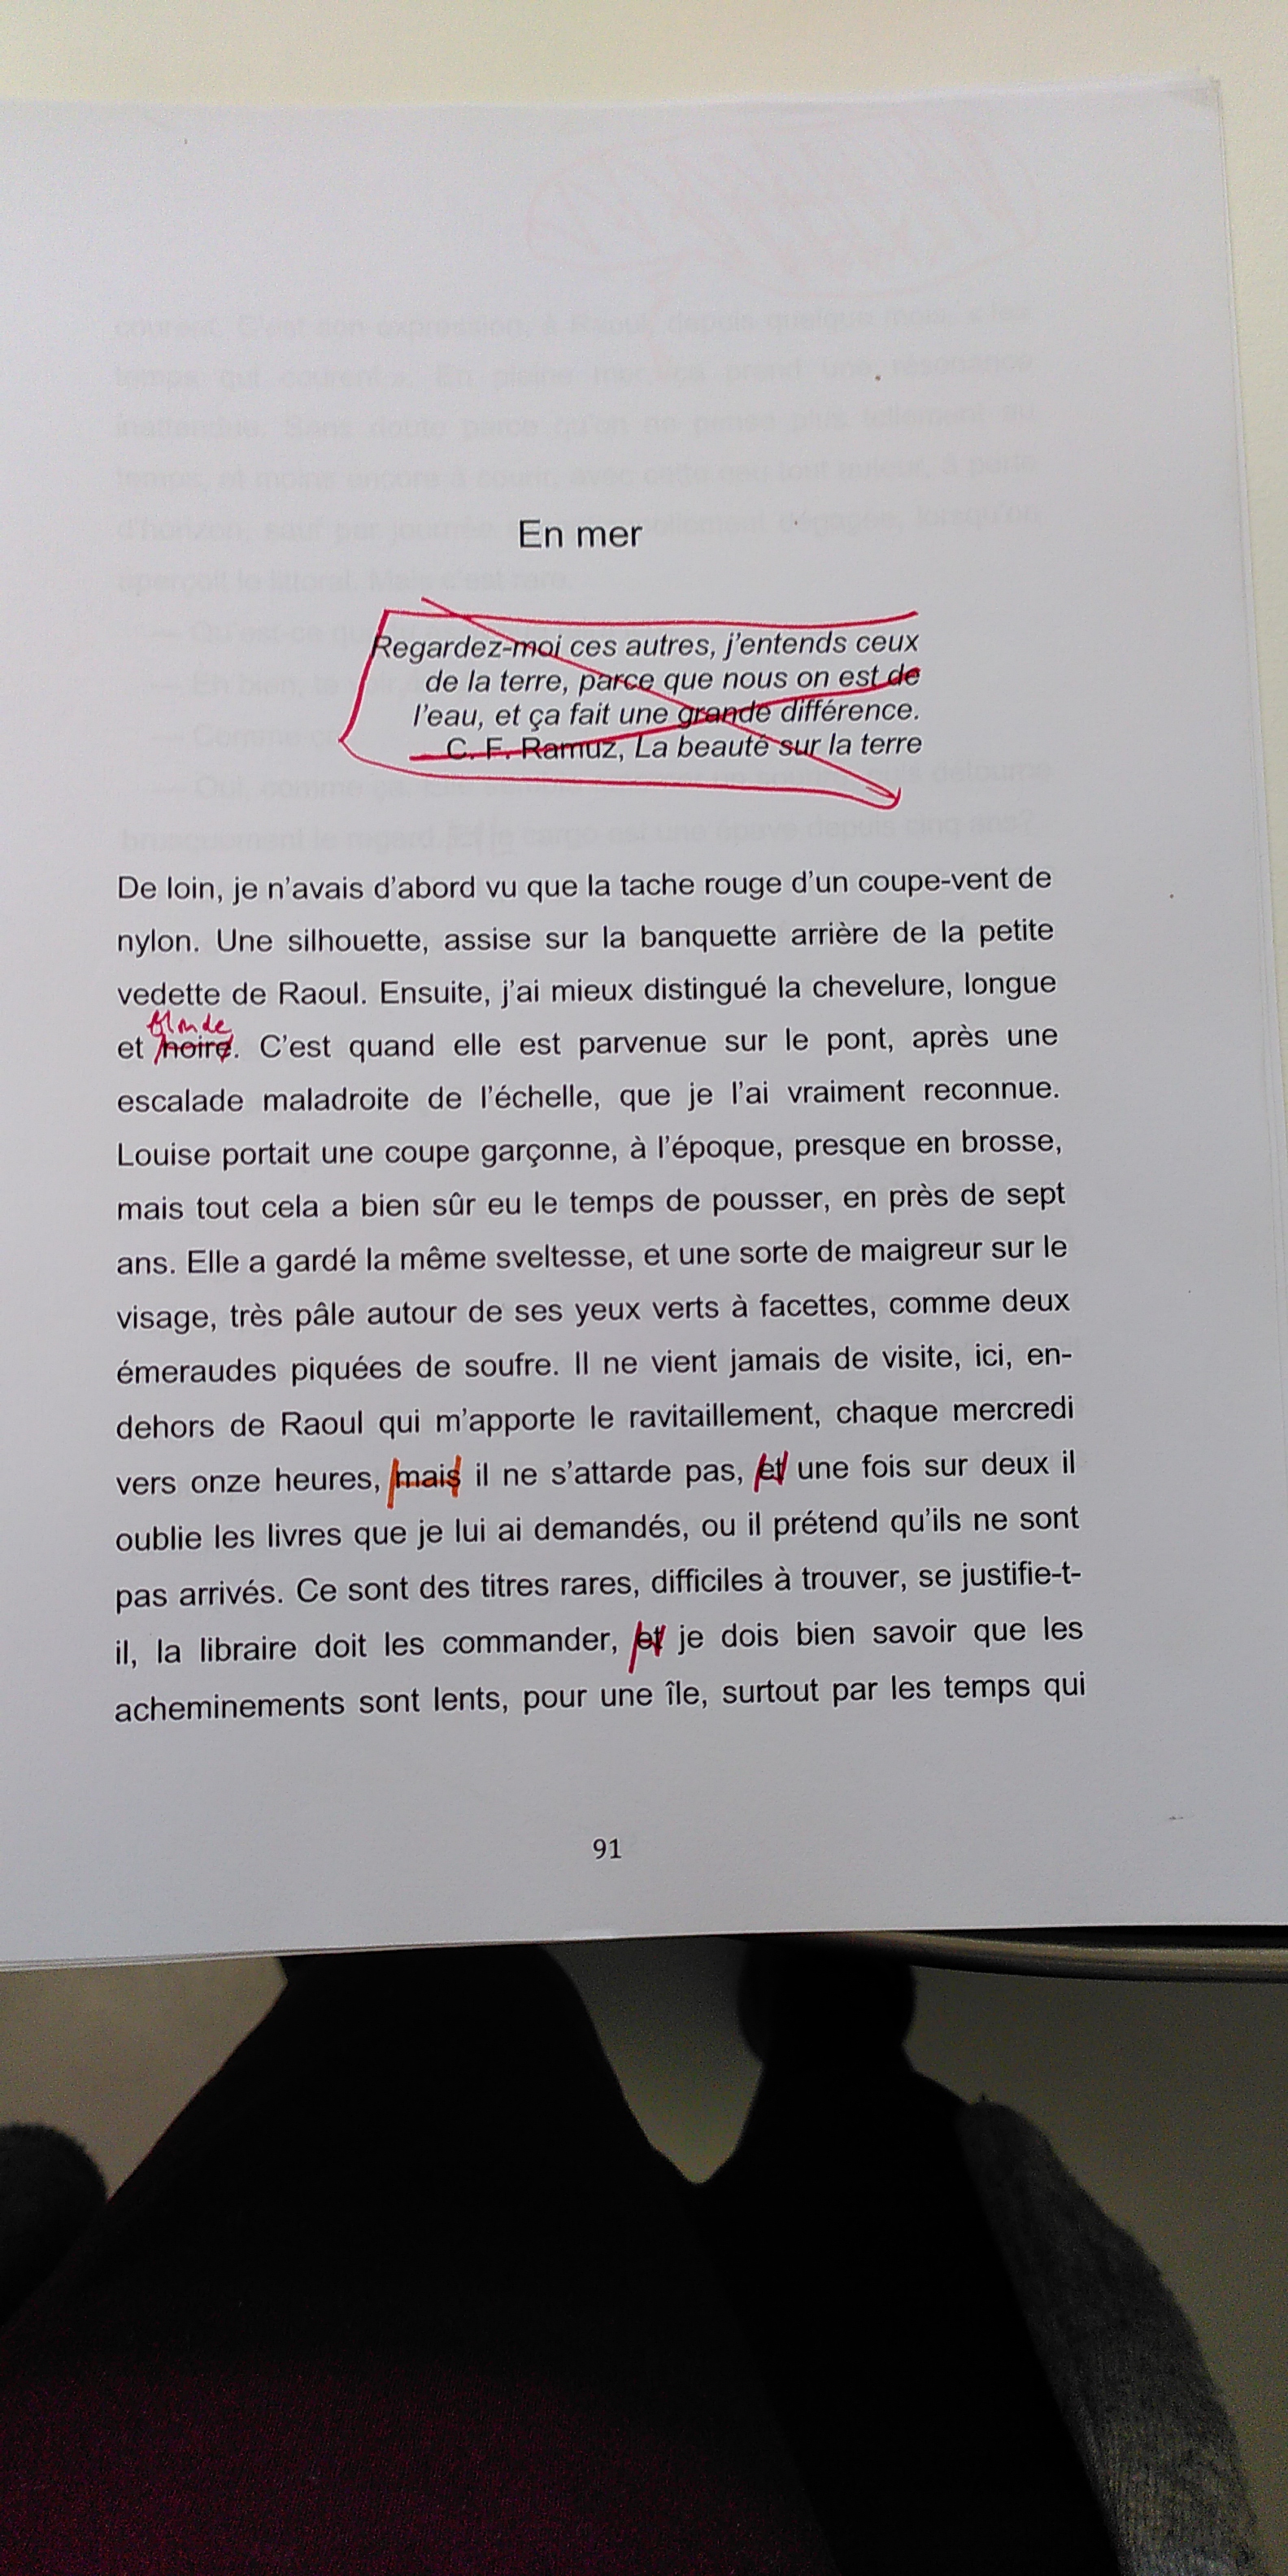 En mer
Regardez-moi ces autres, j'entends ceux
de la terre, parce que nous on est de
l'eau, et ça fait une grande différence.
C. F. Ramuz, La beauté sur la terre
De loin, je n'avais d'abord vu que la tache rouge d'un coupe-vent de
nylon. Une silhouette, assise sur la banquette arrière de la petite
vedette de Raoul. Ensuite, j'ai mieux distingué la chevelure, longue
blonde
et noire. C'est quand elle est parvenue sur le pont, après une
escalade maladroite de l'échelle, que je l'ai vraiment reconnue.
Louise portait une coupe garçonne, à l'époque, presque en brosse,
mais tout cela a bien sûr eu le temps de pousser, en près de sept
ans. Elle a gardé la même sveltesse, et une sorte de maigreur sur le
visage, très pâle autour de ses yeux verts à facettes, comme deux
émeraudes piquées de soufre. Il ne vient jamais de visite, ici, en-
dehors de Raoul qui m'apporte le ravitaillement, chaque mercredi
vers onze heures, mais il ne s'attarde pas, et une fois sur deux il
oublie les livres que je lui ai demandés, ou il prétend qu'ils ne sont
pas arrivés. Ce sont des titres rares, difficiles à trouver, se justifie-t-
il, la libraire doit les commander, et je dois bien savoir que les
acheminements sont lents, pour une île, surtout par les temps qui
91